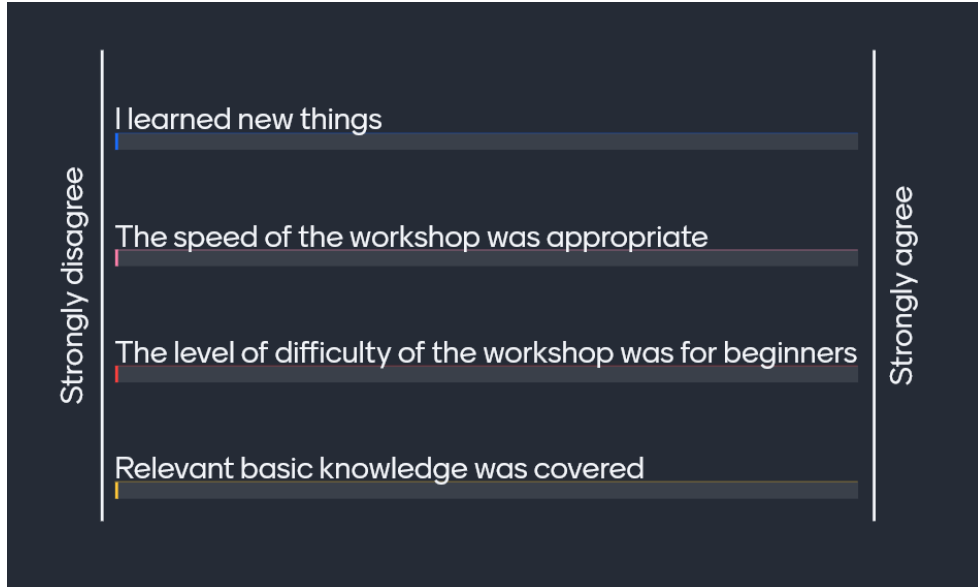 I learned new things
The speed of the workshop was appropriate
The level of difficulty of the workshop was for beginners
Relevant basic knowledge was covered
Strongly disagree
Strongly agree